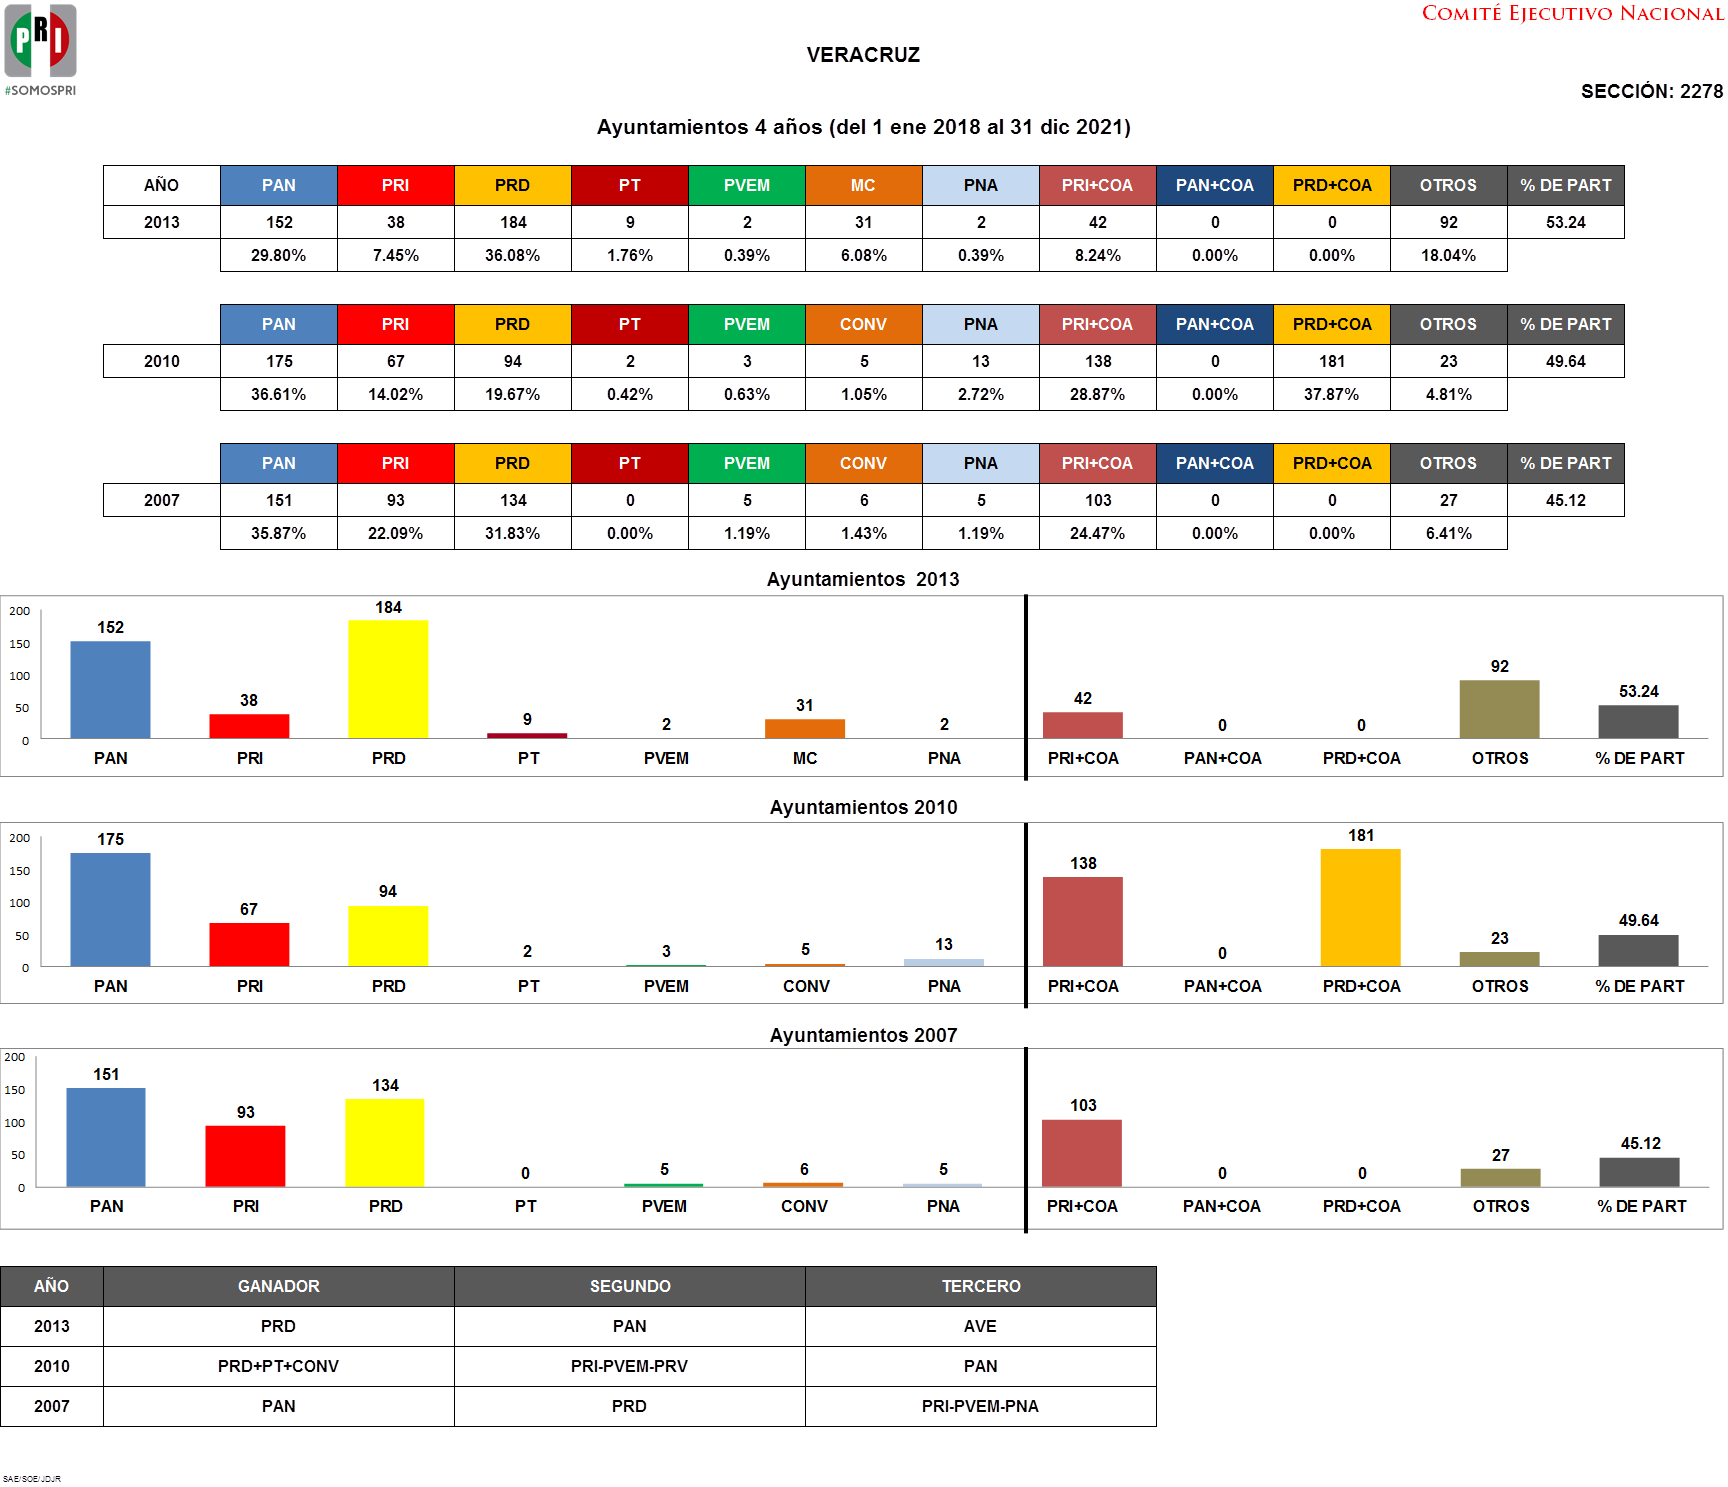 PRI
#SOMOSPRI
COMITÉ EJECUTIVO NACIONAL
VERACRUZ
SECCIÓN: 2278
Ayuntamientos 4 años (del 1 ene 2018 al 31 dic 2021)
AÑO PAN PRI PRD PT PVEM MC PNA PRI+COA PAN+COA PRD+COA OTROS % DE PART
2013 152 38 184 9 2 31 2 42 0 0 92 53.24
29.80% 7.45% 36.08% 1.76% 0.39% 6.08% 0.39% 8.24% 0.00% 0.00% 18.04%
PAN PRI PRD PT PVEM CONV PNA PRI+COA PAN+COA PRD+COA OTROS % DE PART
2010 175 67 94 2 3 5 13 138 0 181 23 49.64
36.61% 14.02% 19.67% 0.42% 0.63% 1.05% 2.72% 28.87% 0.00% 37.87% 4.81%
PAN PRI PRD PT PVEM CONV PNA PRI+COA PAN+COA PRD+COA OTROS % DE PART
2007 151 93 134 0 5 6 5 103 0 0 27 45.12
35.87% 22.09% 31.83% 0.00% 1.19% 1.43% 1.19% 24.47% 0.00% 0.00% 6.41%
Ayuntamientos 2013
200
150
100
50
0
152 38 184 9 2 31 2 42 0 0 92 53.24
PAN PRI PRD PT PVEM MC PNA PRI+COA PAN+COA PRD+COA OTROS % DE PART
Ayuntamientos 2010
200
150
100
50
0
175 67 94 2 3 5 13 138 0 181 23 49.64
PAN PRI PRD PT PVEM CONV PNA PRI+COA PAN+COA PRD+COA OTROS % DE PART
Ayuntamientos 2007
200
150
100
50
0
151 93 134 0 5 6 5 103 0 0 27 45.12
PAN PRI PRD PT PVEM CONV PNA PRI+COA PAN+COA PRD+COA OTROS % DE PART
AÑO GANADOR SEGUNDO TERCERO
2013 PRD PAN AVE
2010 PRD+PT+CONV PRI-PVEM-PRV PAN
2007 PAN PRD PRI-PVEM-PNA
SAE/SOE/JDJR